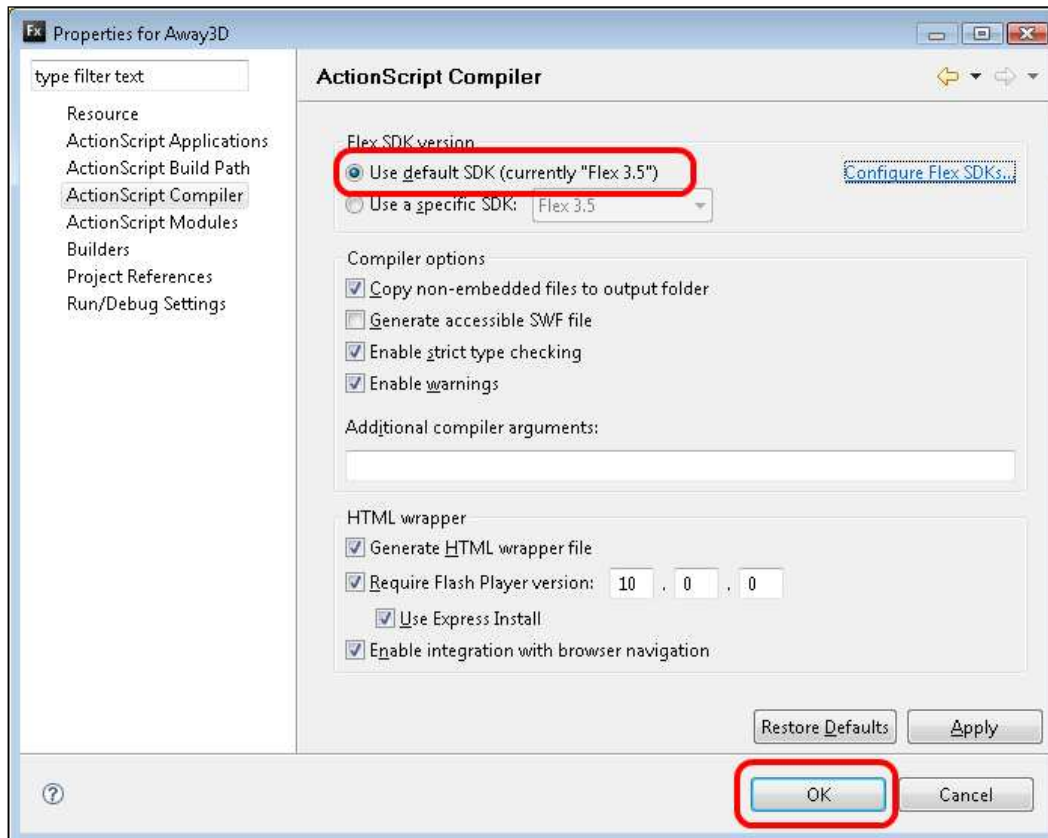 Fx Properties for Away3D
type filter text
Resource
ActionScript Applications
ActionScript Build Path
ActionScript Compiler
ActionScript Modules
Builders
Project References
Run/Debug Settings
ActionScript Compiler
Flex SDK version
Use default SDK (currently "Flex 3.5")
Configure Flex SDKs...
Use a specific SDK: Flex 3.5
Compiler options
Copy non-embedded files to output folder
Generate accessible SWF file
Enable strict type checking
Enable warnings
Additional compiler arguments:
HTML wrapper
Generate HTML wrapper file
Require Flash Player version: 10 . 0 . 0
Use Express Install
Enable integration with browser navigation
Restore Defaults Apply
? OK Cancel